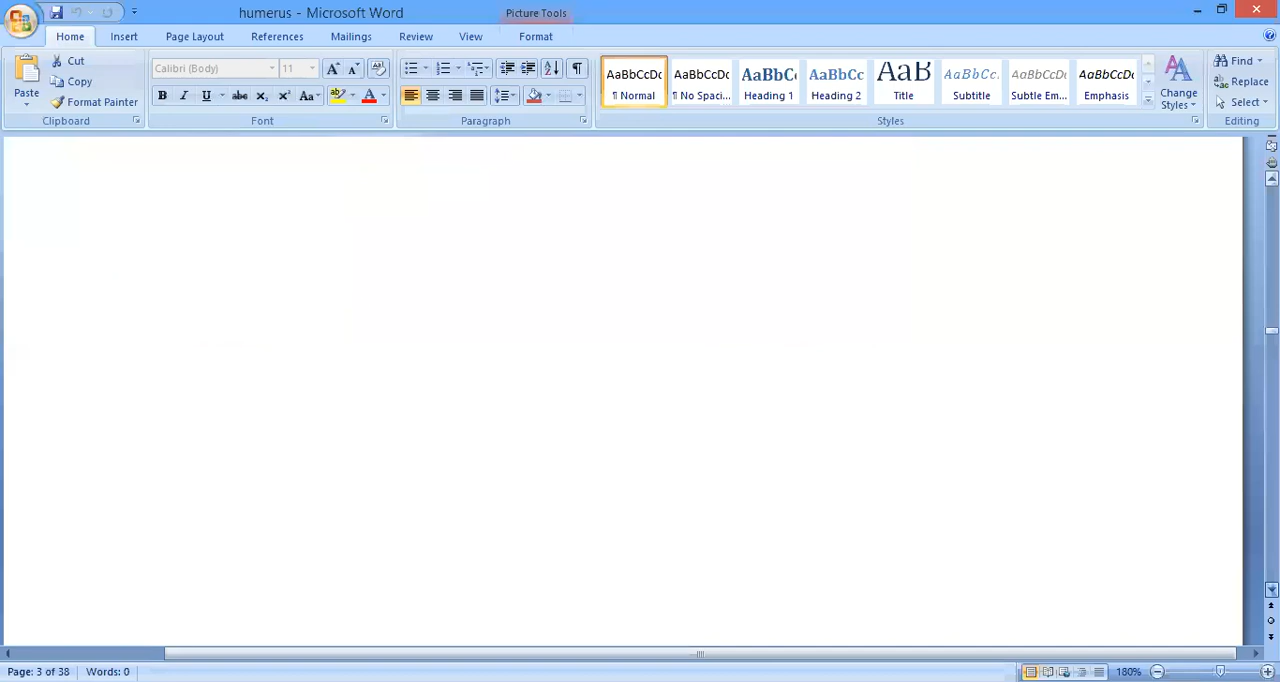 humerus - Microsoft Word
Picture Tools
Home
Insert
Page Layout
References
Mailings
Review
View
Format
Paste
Cut
Copy
Format Painter
Clipboard
Calibri (Body)
11
Font
Paragraph
AaBbCcDc
¶ Normal
AaBbCcDc
¶ No Spaci...
AaBbC
Heading 1
AaBbCc
Heading 2
AaB
Title
AaBbCc.
Subtitle
AaBbCcDc
Subtle Em...
AaBbCcDc
Emphasis
Change
Styles
Styles
Find
Replace
Select
Editing
Page: 3 of 38
Words: 0
180%